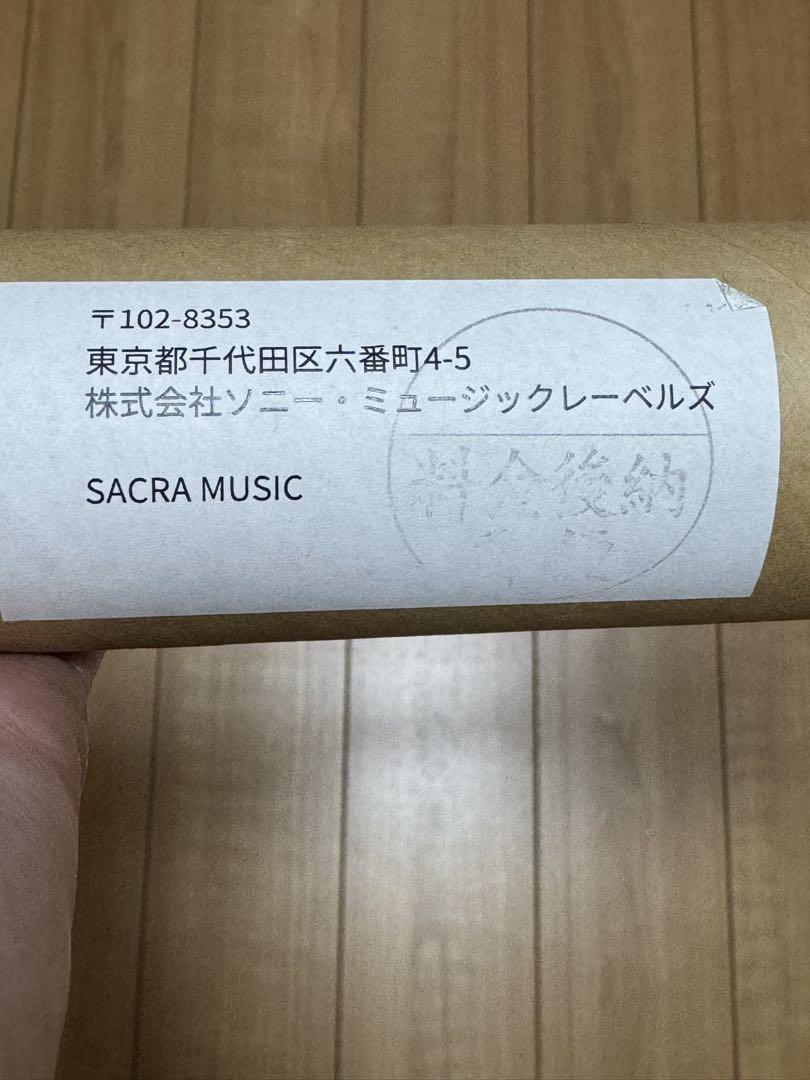 〒102-8353
東京都千代田区六番町4-5
株式会社ソニー・ミュージックレーベルズ
料金後納
SACRA MUSIC